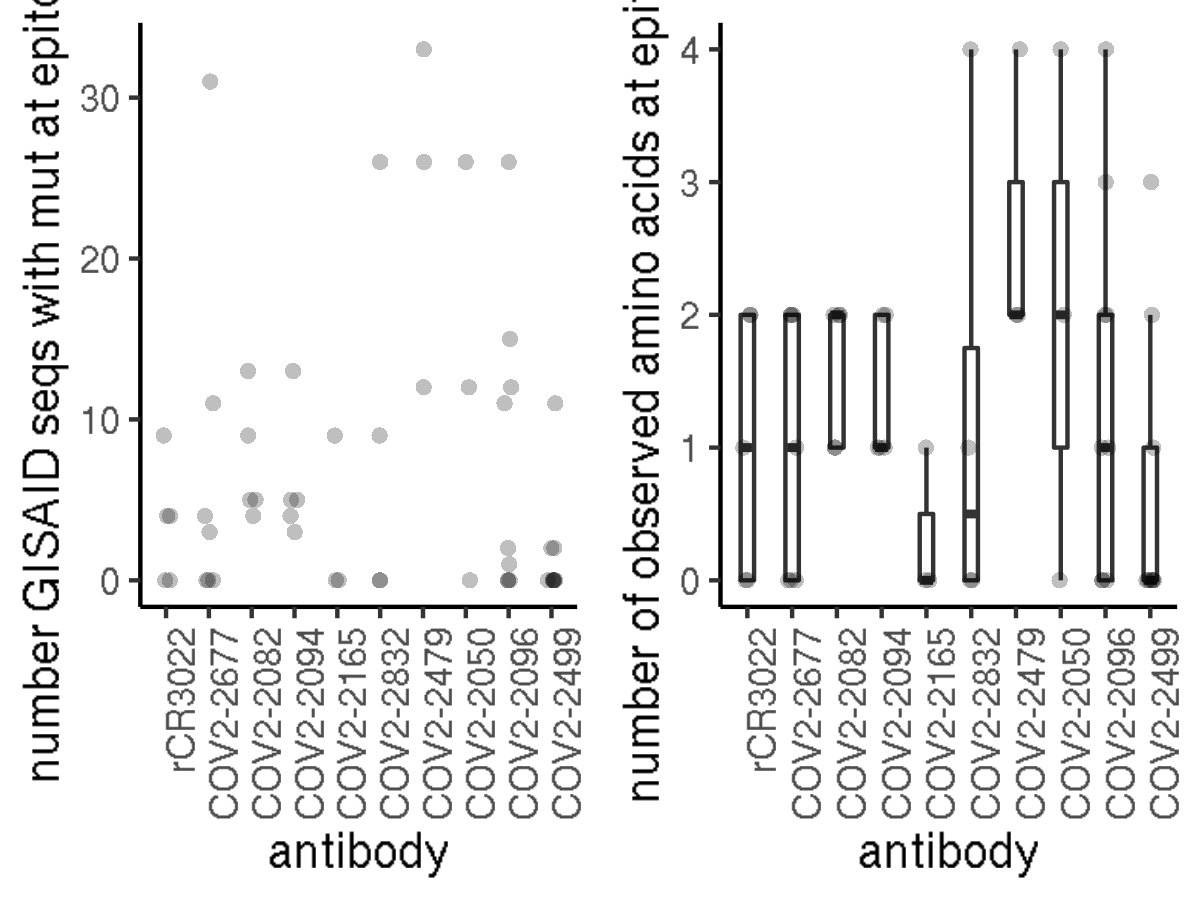 number GISAID seqs with mut at
30
20
10
0
rCR3022
COV2-2677
COV2-2082
COV2-2094
COV2-2165
COV2-2832
COV2-2479
COV2-2050
COV2-2096
COV2-2499
antibody
number of observed amino acids at
4
3
2
1
0
rCR3022
COV2-2677
COV2-2082
COV2-2094
COV2-2165
COV2-2832
COV2-2479
COV2-2050
COV2-2096
COV2-2499
antibody